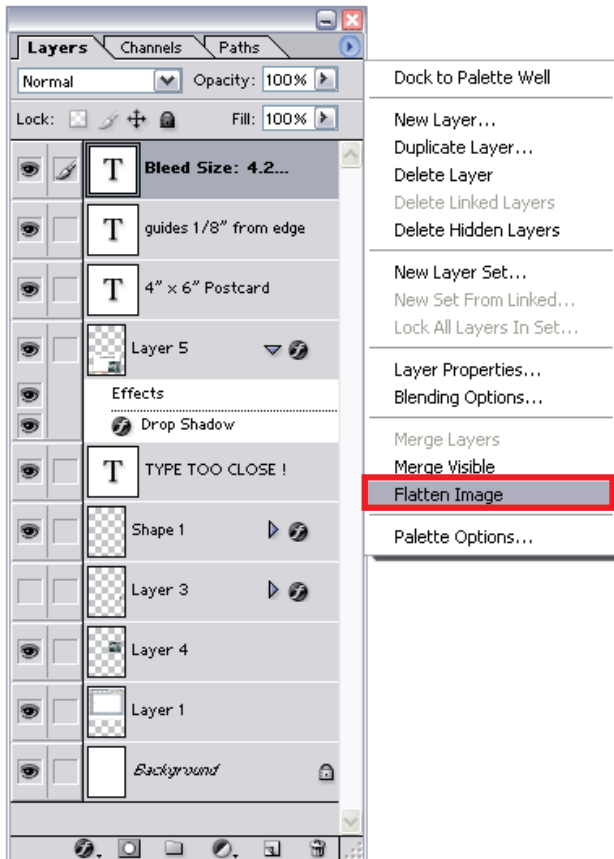 Layers Channels Paths
Normal Opacity: 100%
Lock: Fill: 100%
T Bleed Size: 4.2...
T guides 1/8" from edge
T 4" x 6" Postcard
Layer 5
Effects
Drop Shadow
T TYPE TOO CLOSE !
Shape 1
Layer 3
Layer 4
Layer 1
Background
Dock to Palette Well
New Layer...
Duplicate Layer...
Delete Layer
Delete Linked Layers
Delete Hidden Layers
New Layer Set...
New Set From Linked...
Lock All Layers In Set...
Layer Properties...
Blending Options...
Merge Layers
Merge Visible
Flatten Image
Palette Options...